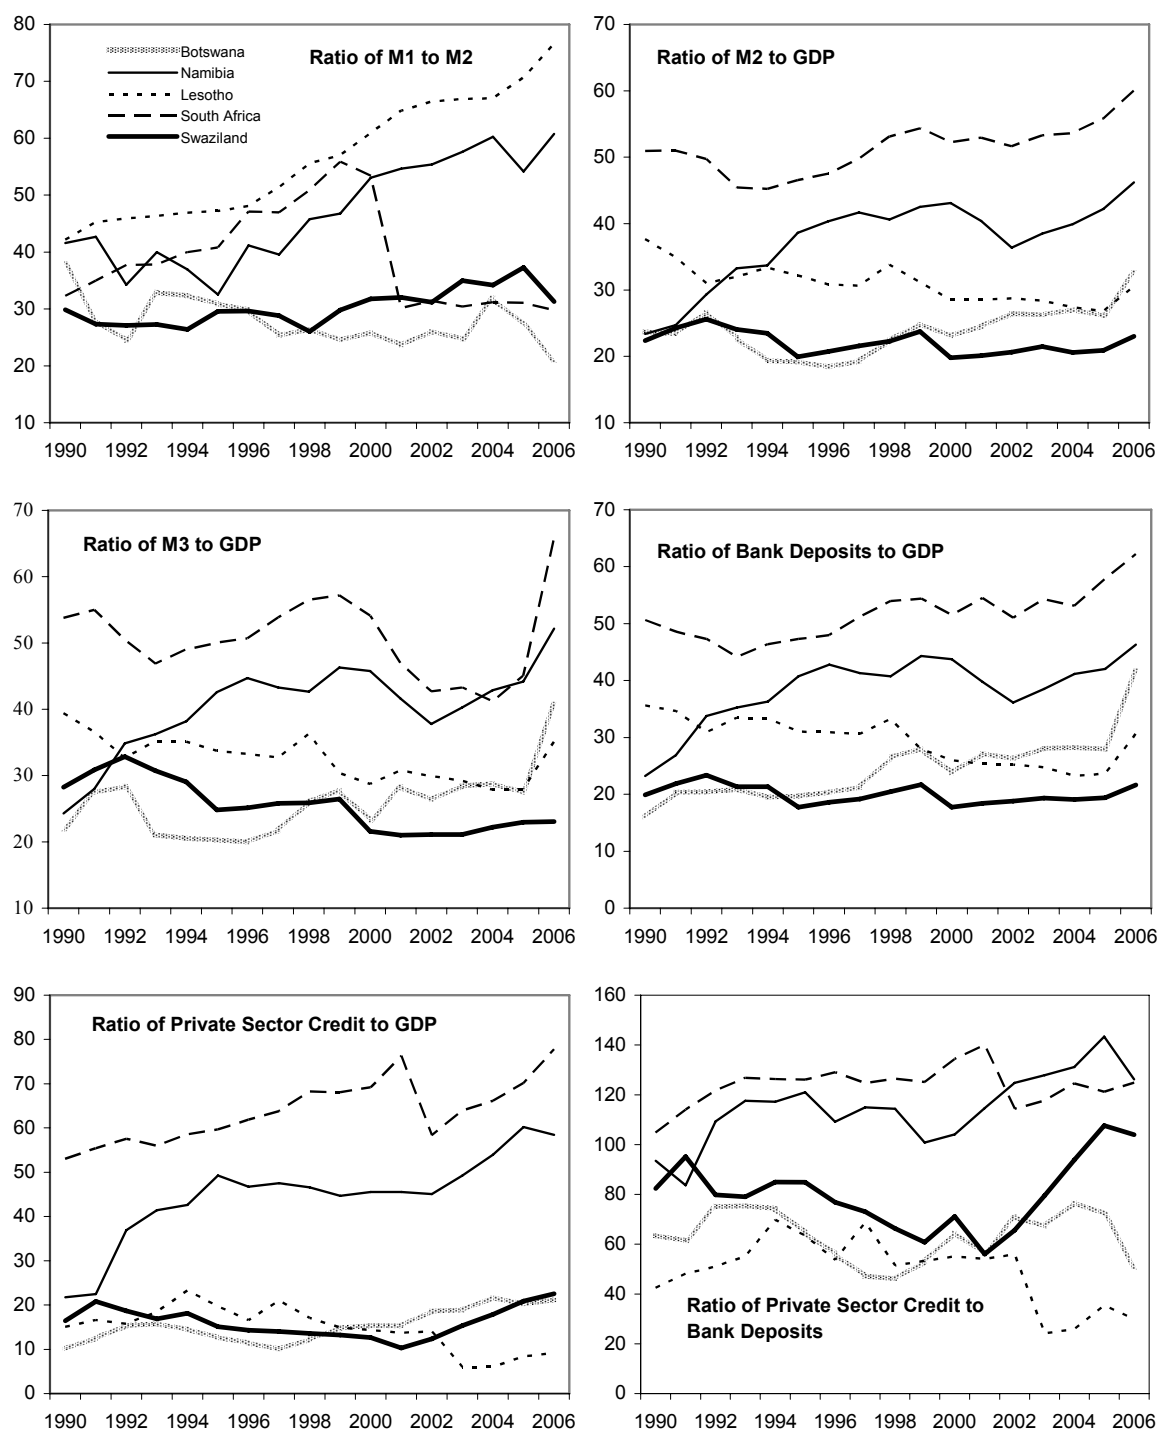 Ratio of M1 to M2
Botswana
Namibia
Lesotho
South Africa
Swaziland
80
70
60
50
40
30
20
10
1990 1992 1994 1996 1998 2000 2002 2004 2006
Ratio of M2 to GDP
70
60
50
40
30
20
10
1990 1992 1994 1996 1998 2000 2002 2004 2006
Ratio of M3 to GDP
70
60
50
40
30
20
10
1990 1992 1994 1996 1998 2000 2002 2004 2006
Ratio of Bank Deposits to GDP
70
60
50
40
30
20
10
0
1990 1992 1994 1996 1998 2000 2002 2004 2006
Ratio of Private Sector Credit to GDP
90
80
70
60
50
40
30
20
10
0
1990 1992 1994 1996 1998 2000 2002 2004 2006
160
140
120
100
80
60
40
20
0
Ratio of Private Sector Credit to
Bank Deposits
1990 1992 1994 1996 1998 2000 2002 2004 2006